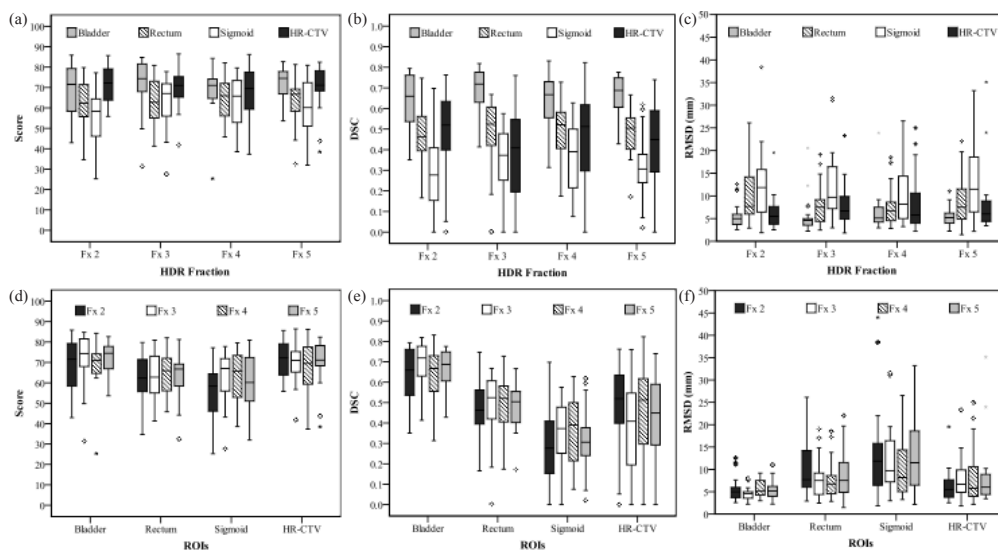 (a)
Bladder Rectum Sigmoid HR-CTV
100
90
80
70
60
50
40
30
20
10
0
Score
Fx 2 Fx 3 Fx 4 Fx 5
HDR Fraction
(b)
Bladder Rectum Sigmoid HR-CTV
1.0
0.9
0.8
0.7
0.6
0.5
0.4
0.3
0.2
0.1
0.0
DSC
Fx 2 Fx 3 Fx 4 Fx 5
HDR Fraction
(c)
Bladder Rectum Sigmoid HR-CTV
50
45
40
35
30
25
20
15
10
5
0
RMSD (mm)
Fx 2 Fx 3 Fx 4 Fx 5
HDR Fraction
(d)
Fx 2 Fx 3 Fx 4 Fx 5
100
90
80
70
60
50
40
30
20
10
0
Score
Bladder Rectum Sigmoid HR-CTV
ROIs
(e)
Fx 2 Fx 3 Fx 4 Fx 5
1.0
0.9
0.8
0.7
0.6
0.5
0.4
0.3
0.2
0.1
0.0
DSC
Bladder Rectum Sigmoid HR-CTV
ROIs
(f)
Fx 2 Fx 3 Fx 4 Fx 5
50
45
40
35
30
25
20
15
10
5
0
RMSD (mm)
Bladder Rectum Sigmoid HR-CTV
ROIs